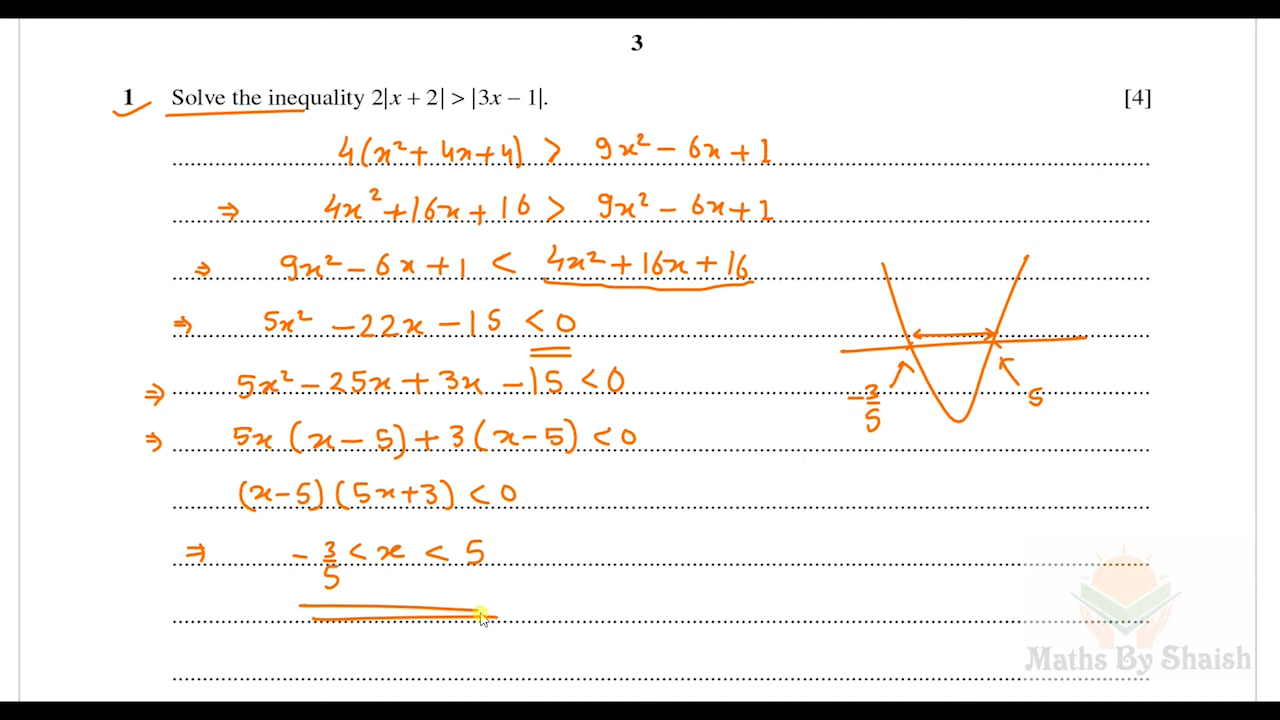 3
1 Solve the inequality 2|x + 2| > |3x − 1|. [4]
4(x² + 4x + 4) > 9x² − 6x + 1
⇒ 4x² + 16x + 16 > 9x² − 6x + 1
⇒ 9x² − 6x + 1 < 4x² + 16x + 16
⇒ 5x² − 22x − 15 < 0
⇒ 5x² − 25x + 3x − 15 < 0
−3/5 5
⇒ 5x (x − 5) + 3 (x − 5) < 0
(x − 5) (5x + 3) < 0
⇒ −3/5 < x < 5
Maths By Shaish